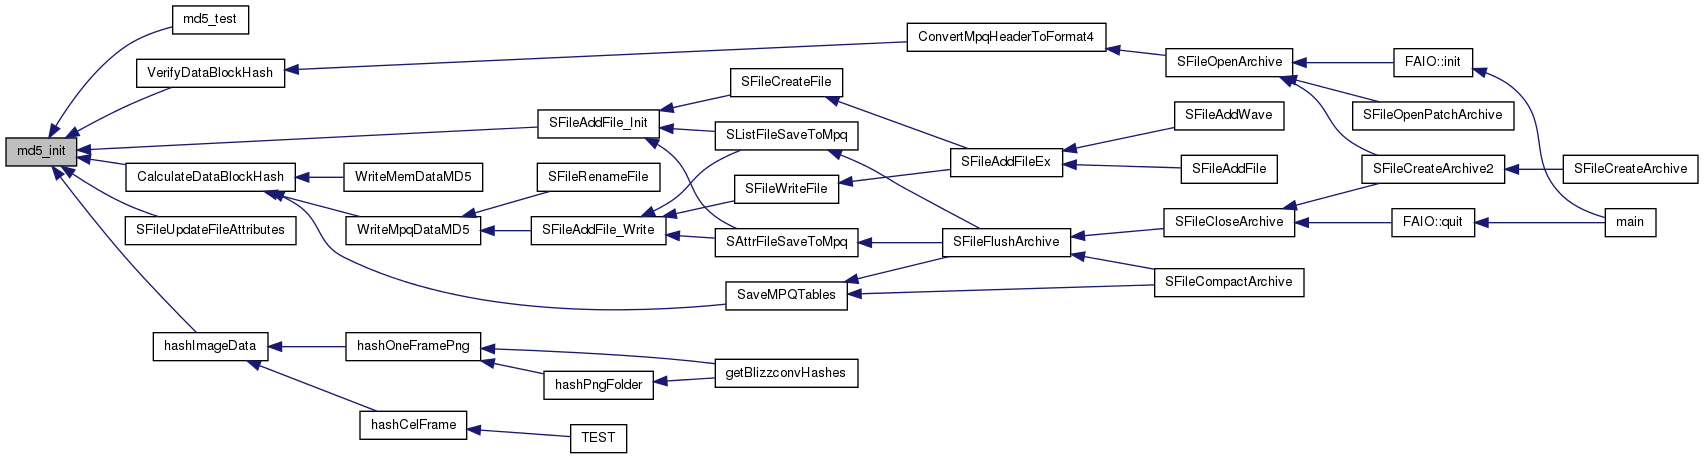 md5_test
ConvertMpqHeaderToFormat4
VerifyDataBlockHash
SFileOpenArchive
FAIO::init
SFileCreateFile
SFileOpenPatchArchive
SFileAddWave
SFileAddFile_Init
SListFileSaveToMpq
md5_init
SFileAddFileEx
SFileAddFile
SFileCreateArchive2
SFileCreateArchive
CalculateDataBlockHash
WriteMemDataMD5
SFileRenameFile
SFileWriteFile
SFileUpdateFileAttributes
WriteMpqDataMD5
SFileAddFile_Write
SAttrFileSaveToMpq
SFileFlushArchive
SFileCloseArchive
FAIO::quit
main
SaveMPQTables
SFileCompactArchive
hashImageData
hashOneFramePng
getBlizzconvHashes
hashPngFolder
hashCelFrame
TEST